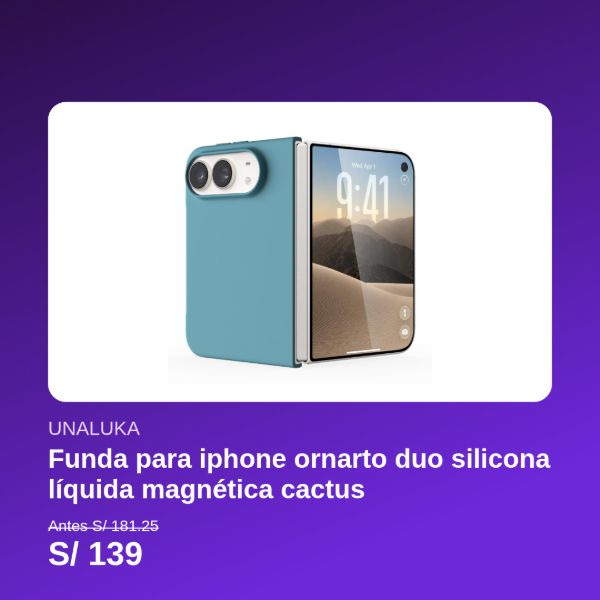 Wed Apr 1
9:41
UNALUKA
Funda para iphone ornarto duo silicona
líquida magnética cactus
Antes S/ 181.25
S/ 139